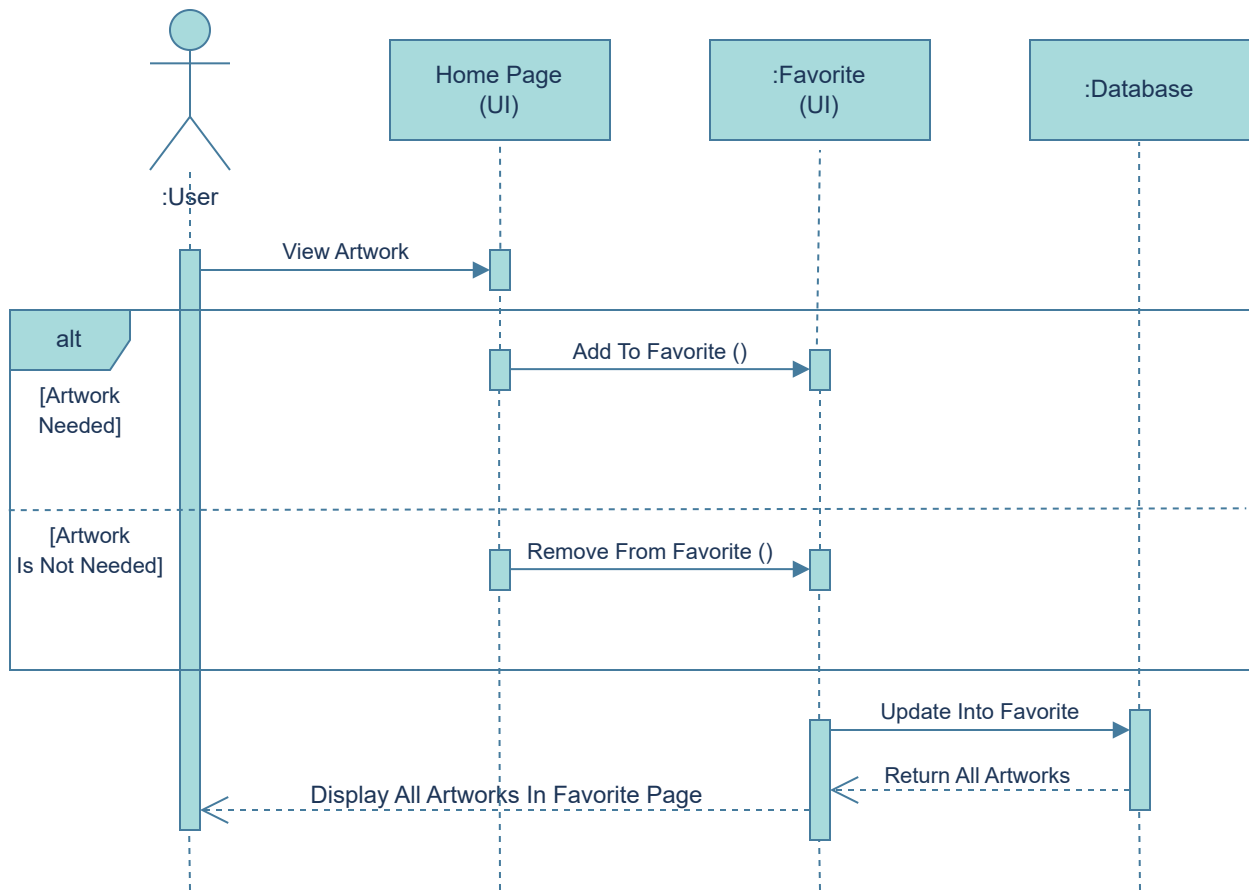 Home Page
(UI)
:Favorite
(UI)
:Database
:User
View Artwork
alt
Add To Favorite ()
[Artwork
Needed]
[Artwork
Is Not Needed]
Remove From Favorite ()
Update Into Favorite
Return All Artworks
Display All Artworks In Favorite Page